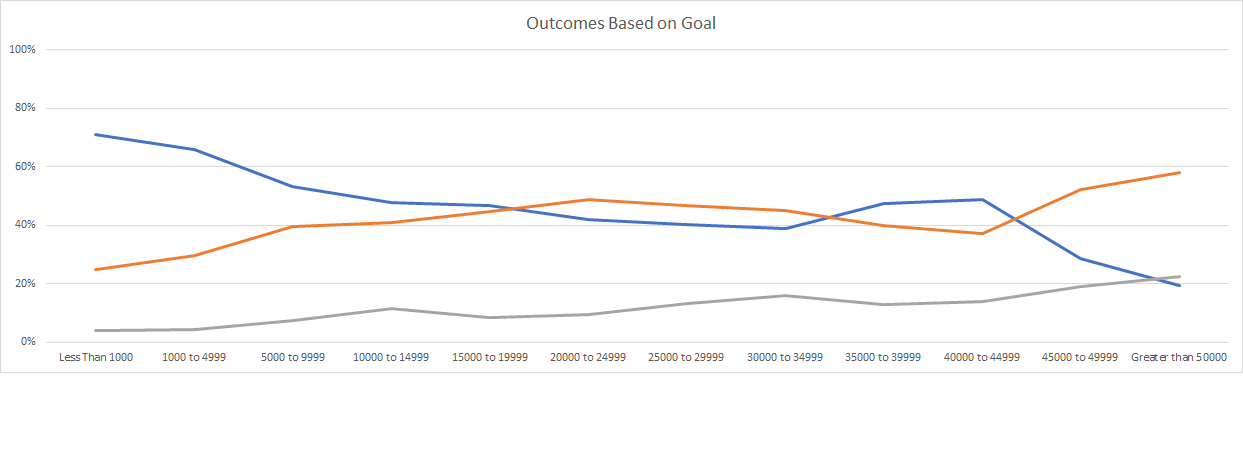 Outcomes Based on Goal
100%
80%
60%
40%
20%
0%
Less Than 1000
1000 to 4999
5000 to 9999
10000 to 14999
15000 to 19999
20000 to 24999
25000 to 29999
30000 to 34999
35000 to 39999
40000 to 44999
45000 to 49999
Greater than 50000